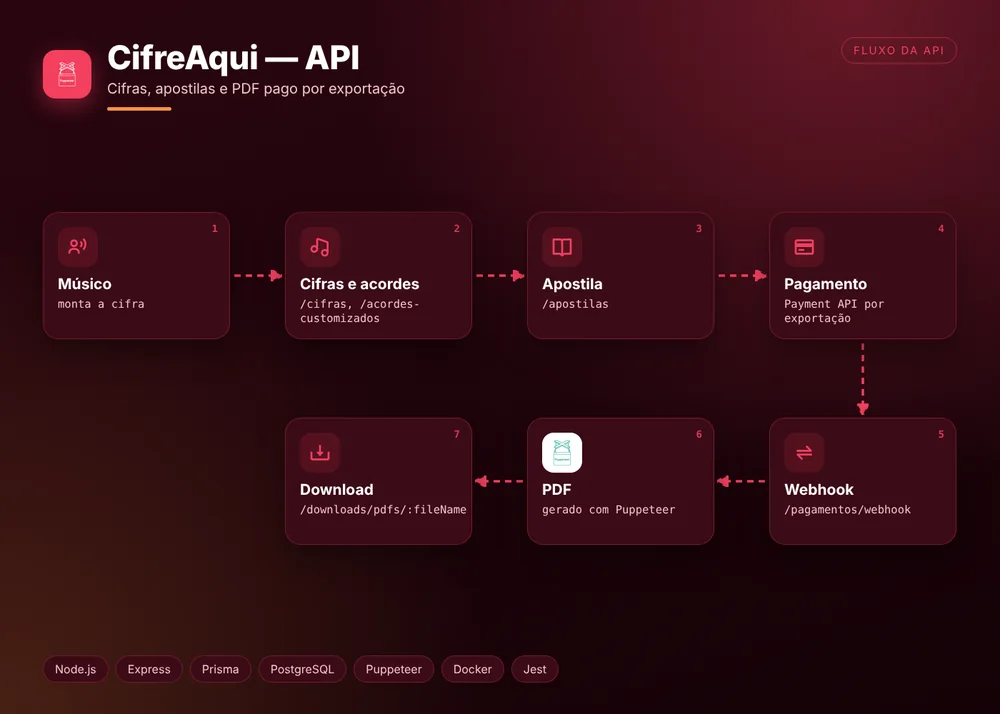 CifreAqui — API
Cifras, apostilas e PDF pago por exportação
FLUXO DA API
1
Músico
monta a cifra
2
Cifras e acordes
/cifras, /acordes-
customizados
3
Apostila
/apostilas
4
Pagamento
Payment API por
exportação
7
Download
/downloads/pdfs/:fileName
6
PDF
gerado com Puppeteer
5
Webhook
/pagamentos/webhook
Node.js
Express
Prisma
PostgreSQL
Puppeteer
Docker
Jest